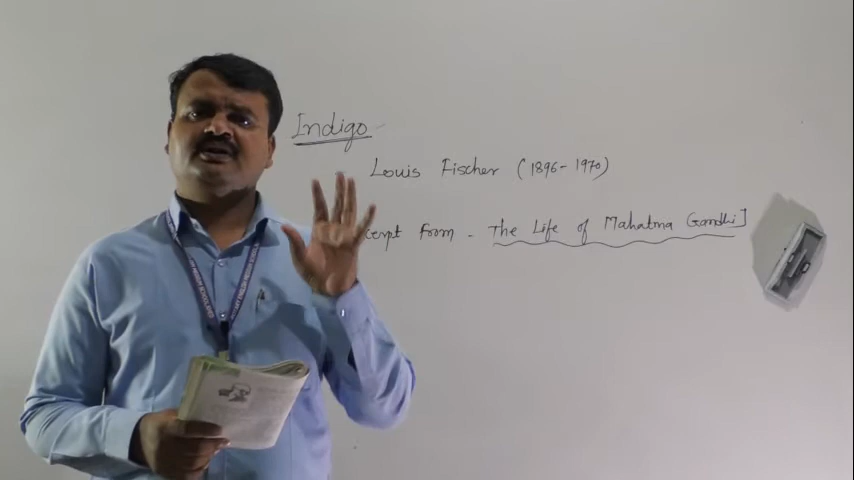 Indigo
Louis Fischer (1896-1970)
cerpt from - The Life of Mahatma Gandhi]